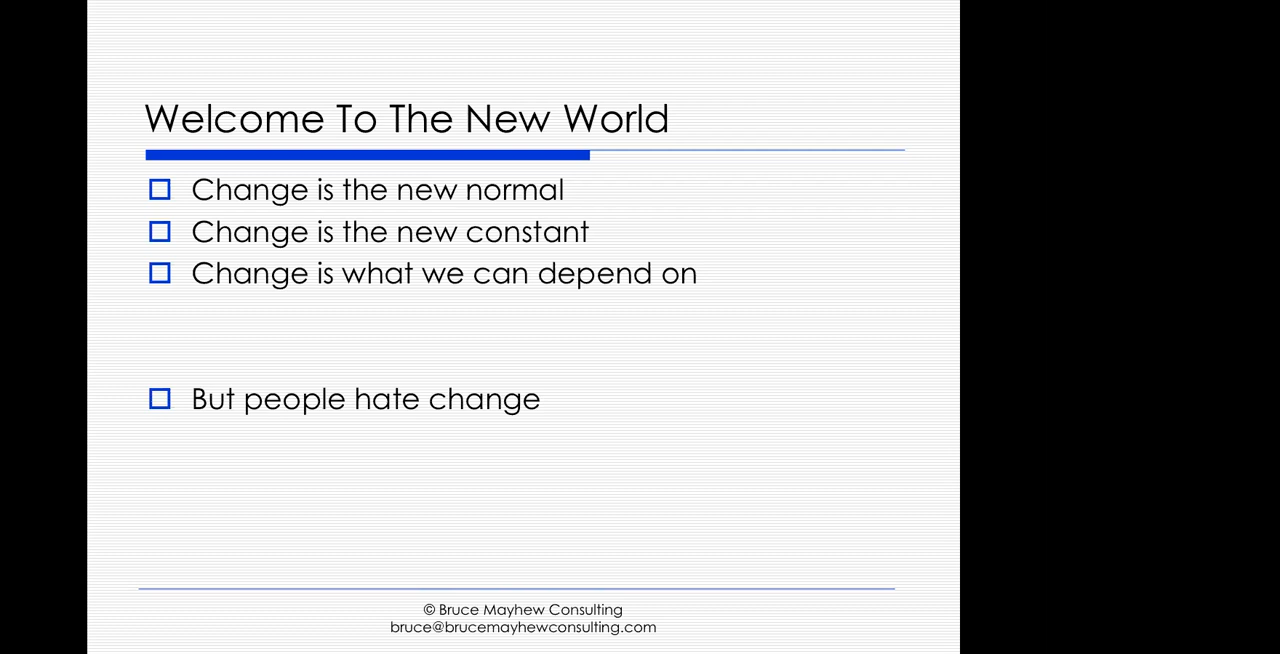 Welcome To The New World
Change is the new normal
Change is the new constant
Change is what we can depend on
But people hate change
© Bruce Mayhew Consulting
bruce@brucemayhewconsulting.com